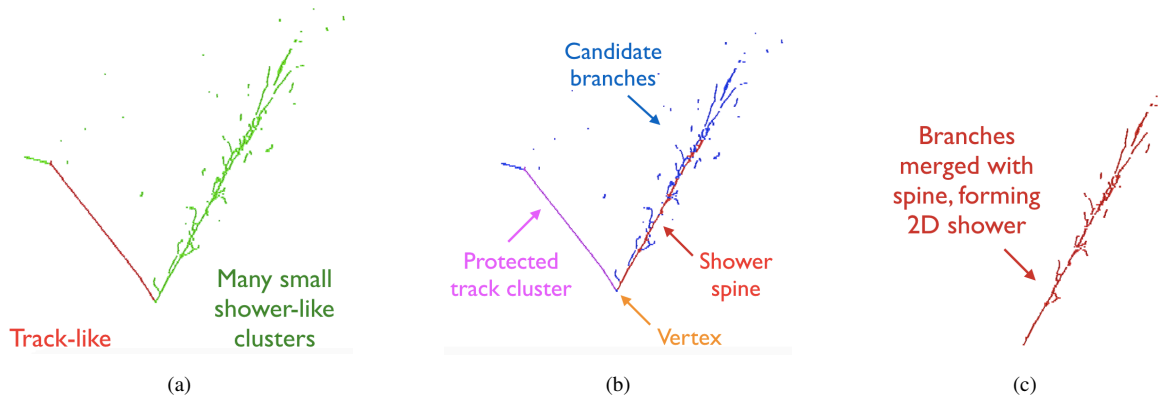 Track-like
Many small
shower-like
clusters
(a)
Candidate
branches
Protected
track cluster
Shower
spine
Vertex
(b)
Branches
merged with
spine, forming
2D shower
(c)